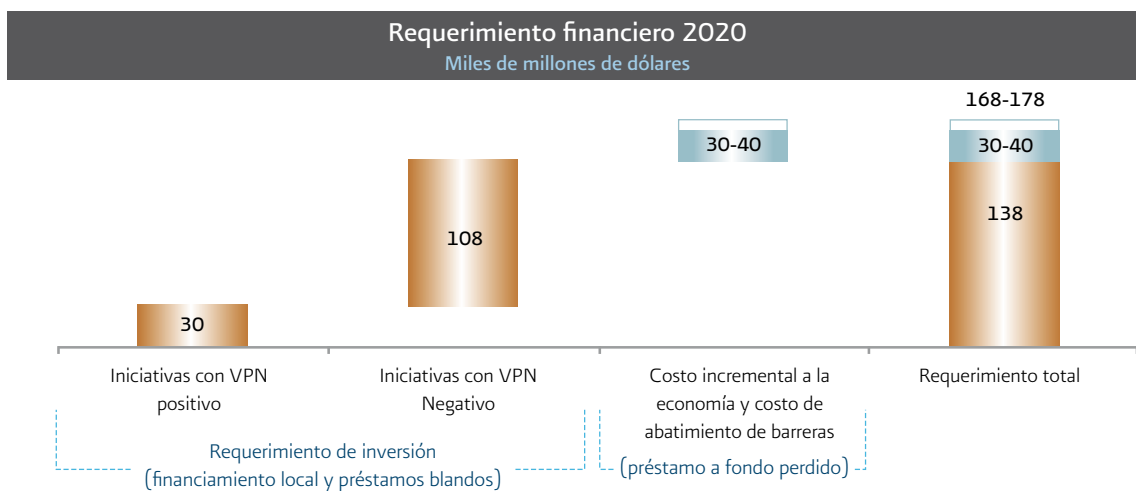 Requerimiento financiero 2020
Miles de millones de dólares
168-178
30-40
30-40
138
108
30
Iniciativas con VPN
positivo
Iniciativas con VPN
Negativo
Costo incremental a la
economía y costo de
abatimiento de barreras
Requerimiento total
Requerimiento de inversión
(financiamiento local y préstamos blandos)
(préstamo a fondo perdido)